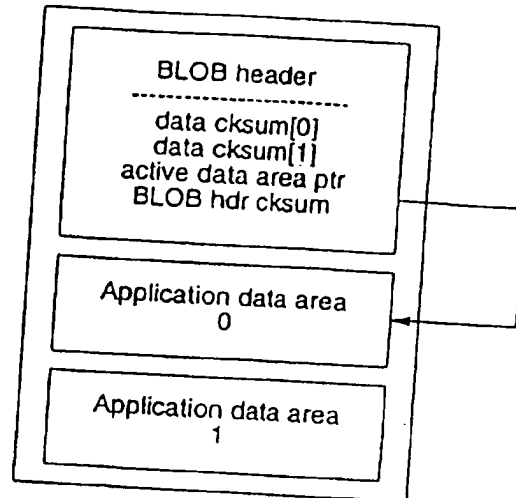 BLOB header
data cksum[0]
data cksum[1]
active data area ptr
BLOB hdr cksum
Application data area
0
Application data area
1